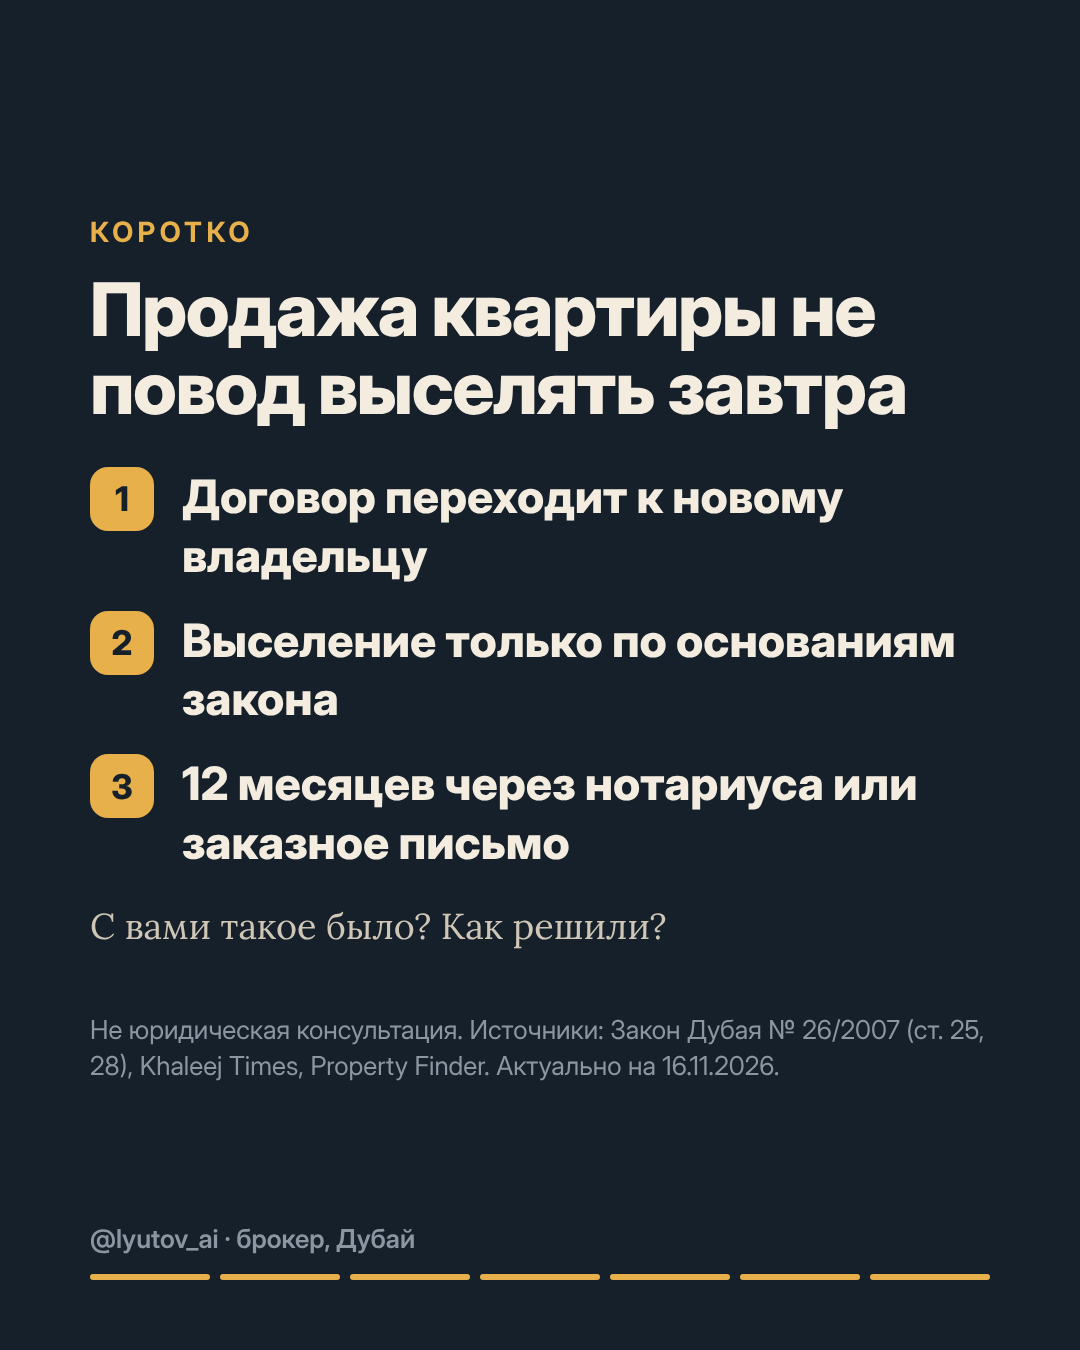 КОРОТКО
Продажа квартиры не
повод выселять завтра
1 Договор переходит к новому
владельцу
2 Выселение только по основаниям
закона
3 12 месяцев через нотариуса или
заказное письмо
С вами такое было? Как решили?
Не юридическая консультация. Источники: Закон Дубая № 26/2007 (ст. 25,
28), Khaleej Times, Property Finder. Актуально на 16.11.2026.
@lyutov_ai · брокер, Дубай